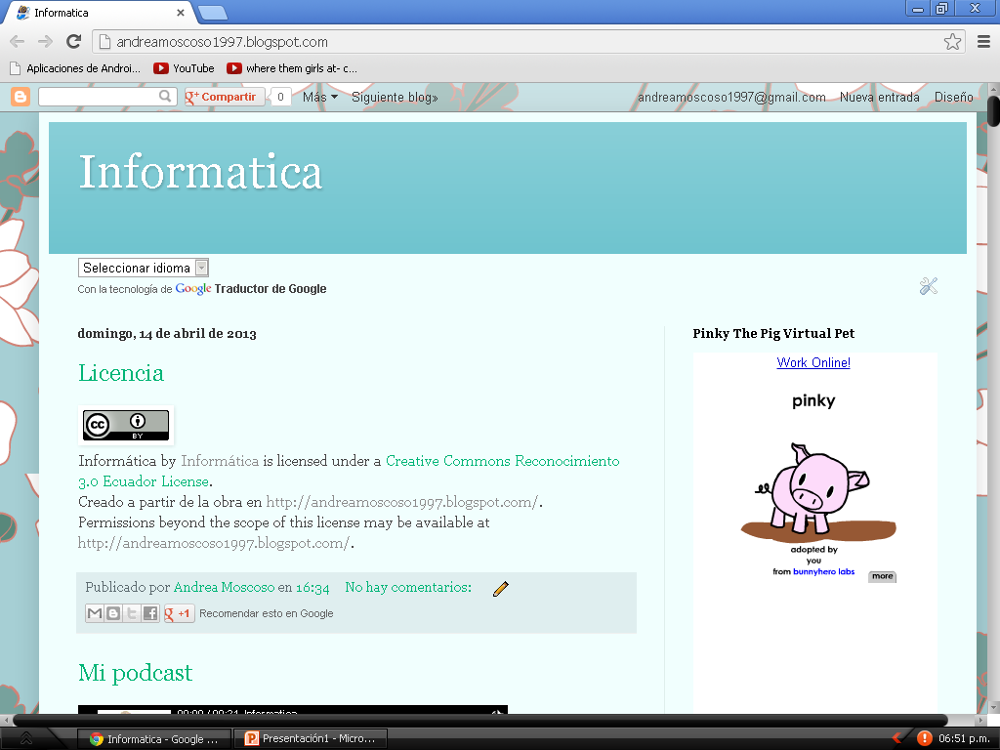 Informatica
andreamoscoso1997.blogspot.com
Aplicaciones de Androi... YouTube where them girls at- c...
g+ Compartir 0 Más Siguiente blog» andreamoscoso1997@gmail.com Nueva entrada Diseño
Informatica
Seleccionar idioma
Con la tecnología de Google Traductor de Google
domingo, 14 de abril de 2013
Licencia
cc BY
Informática by Informática is licensed under a Creative Commons Reconocimiento
3.0 Ecuador License.
Creado a partir de la obra en http://andreamoscoso1997.blogspot.com/.
Permissions beyond the scope of this license may be available at
http://andreamoscoso1997.blogspot.com/.
Publicado por Andrea Moscoso en 16:34 No hay comentarios:
g +1 Recomendar esto en Google
Mi podcast
00:00 / 00:21 Informatica
Pinky The Pig Virtual Pet
Work Online!
pinky
adopted by
you
from bunnyhero labs
more
Informatica - Google ... Presentación1 - Micro... 06:51 p.m.